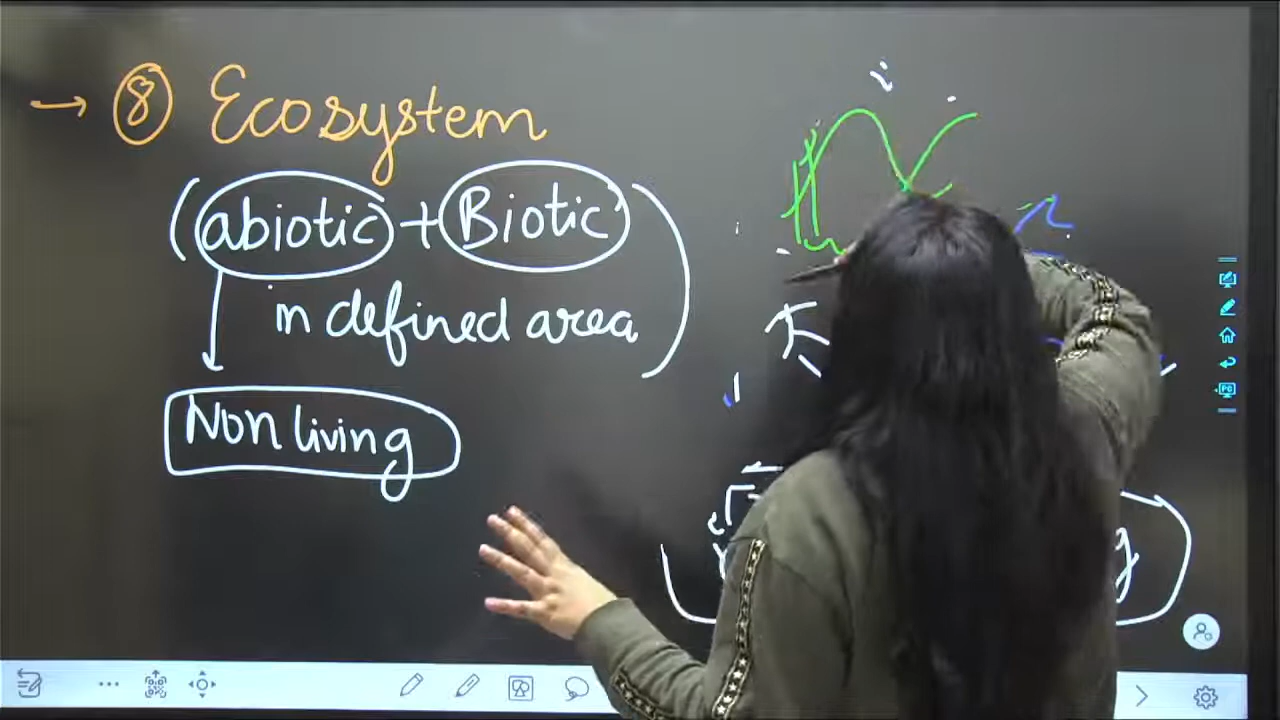 → ⑧ Ecosystem
(abiotic + Biotic
in defined area)
Non living